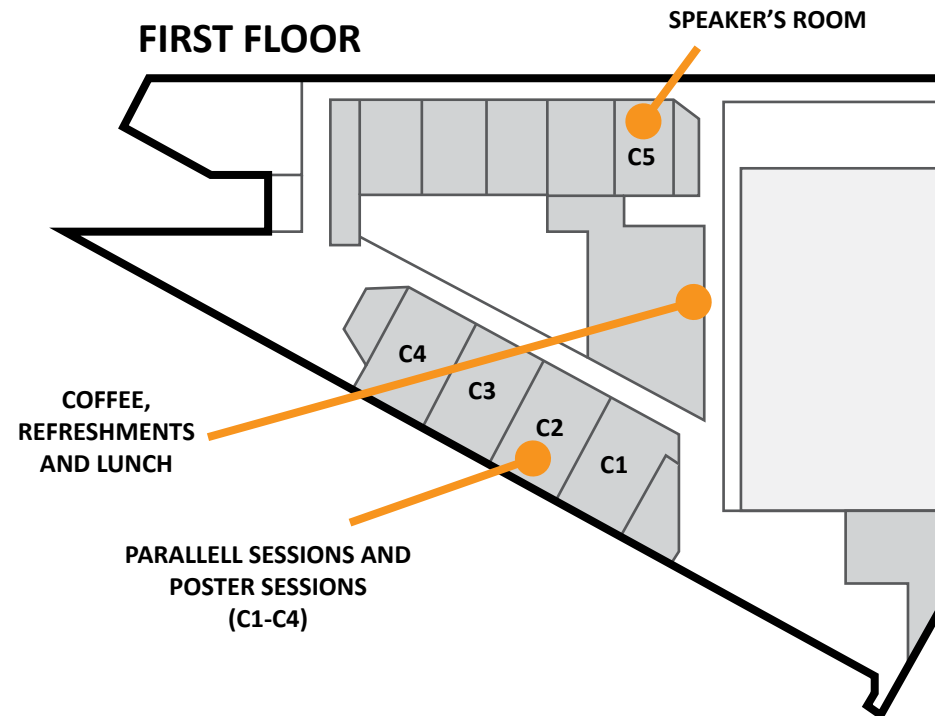 FIRST FLOOR
SPEAKER'S ROOM
C5
C4
C3
C2
C1
COFFEE,
REFRESHMENTS
AND LUNCH
PARALLELL SESSIONS AND
POSTER SESSIONS
(C1-C4)